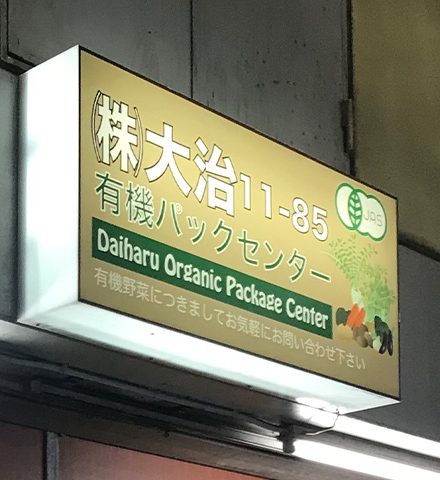 (株)大治11-85
JAS
有機パックセンター
Daiharu Organic Package Center
有機野菜につきましてお気軽にお問い合わせ下さい